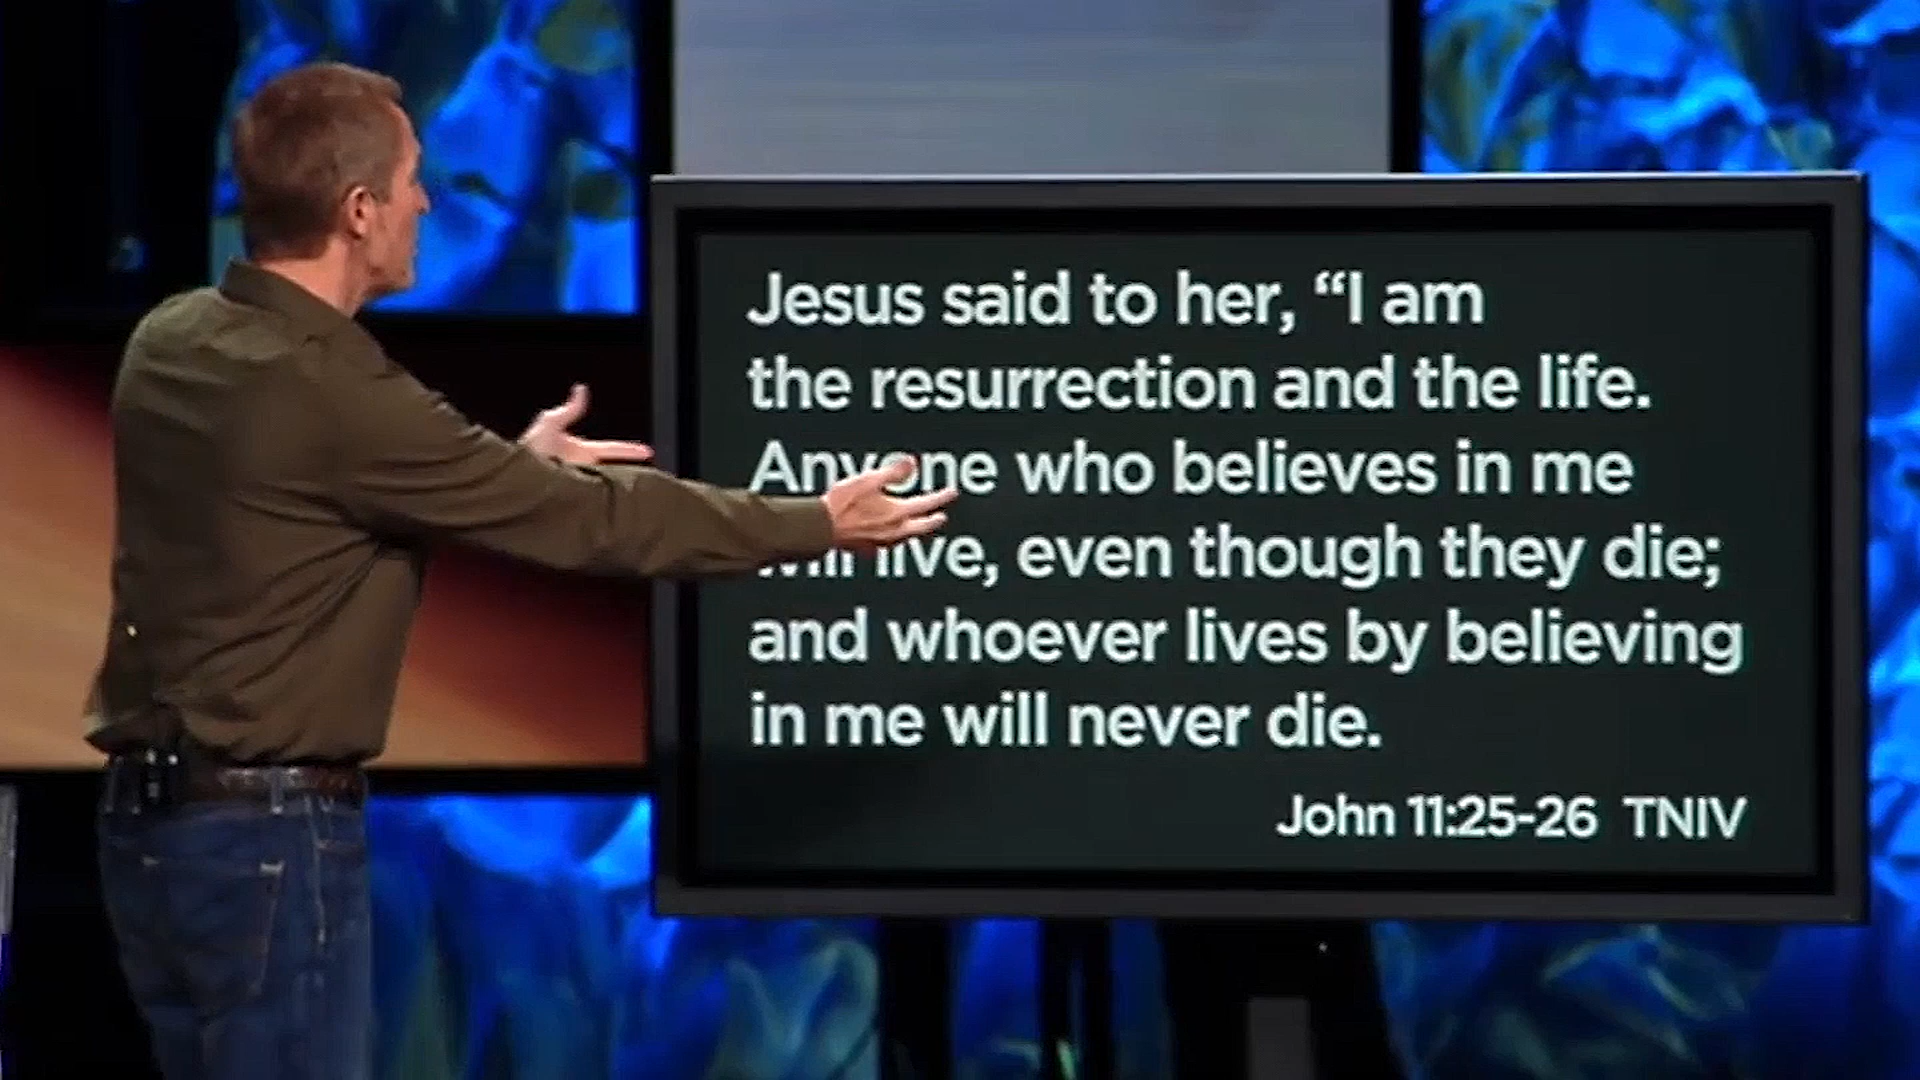 Jesus said to her, “I am
the resurrection and the life.
Anyone who believes in me
will live, even though they die;
and whoever lives by believing
in me will never die.
John 11:25-26 TNIV